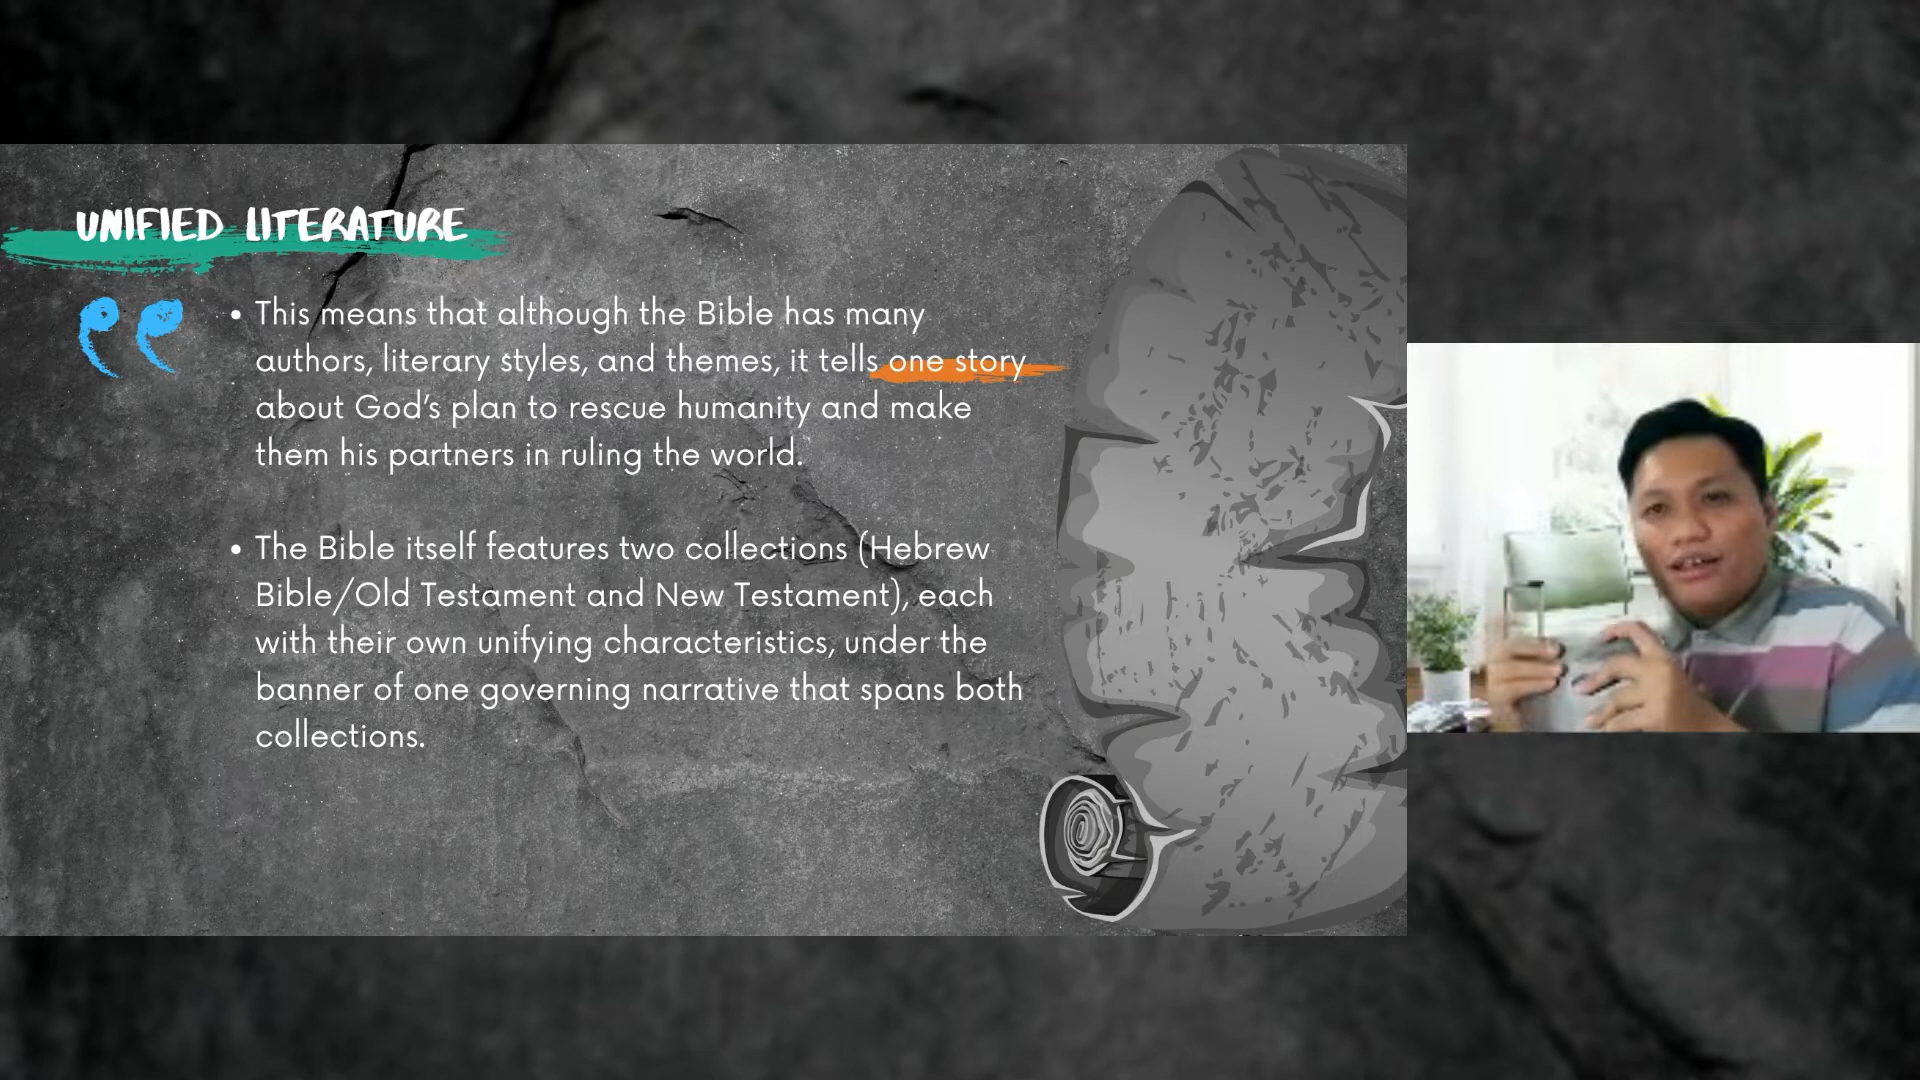 UNIFIED LITERATURE
• This means that although the Bible has many
authors, literary styles, and themes, it tells one story
about God's plan to rescue humanity and make
them his partners in ruling the world.
• The Bible itself features two collections (Hebrew
Bible/Old Testament and New Testament), each
with their own unifying characteristics, under the
banner of one governing narrative that spans both
collections.